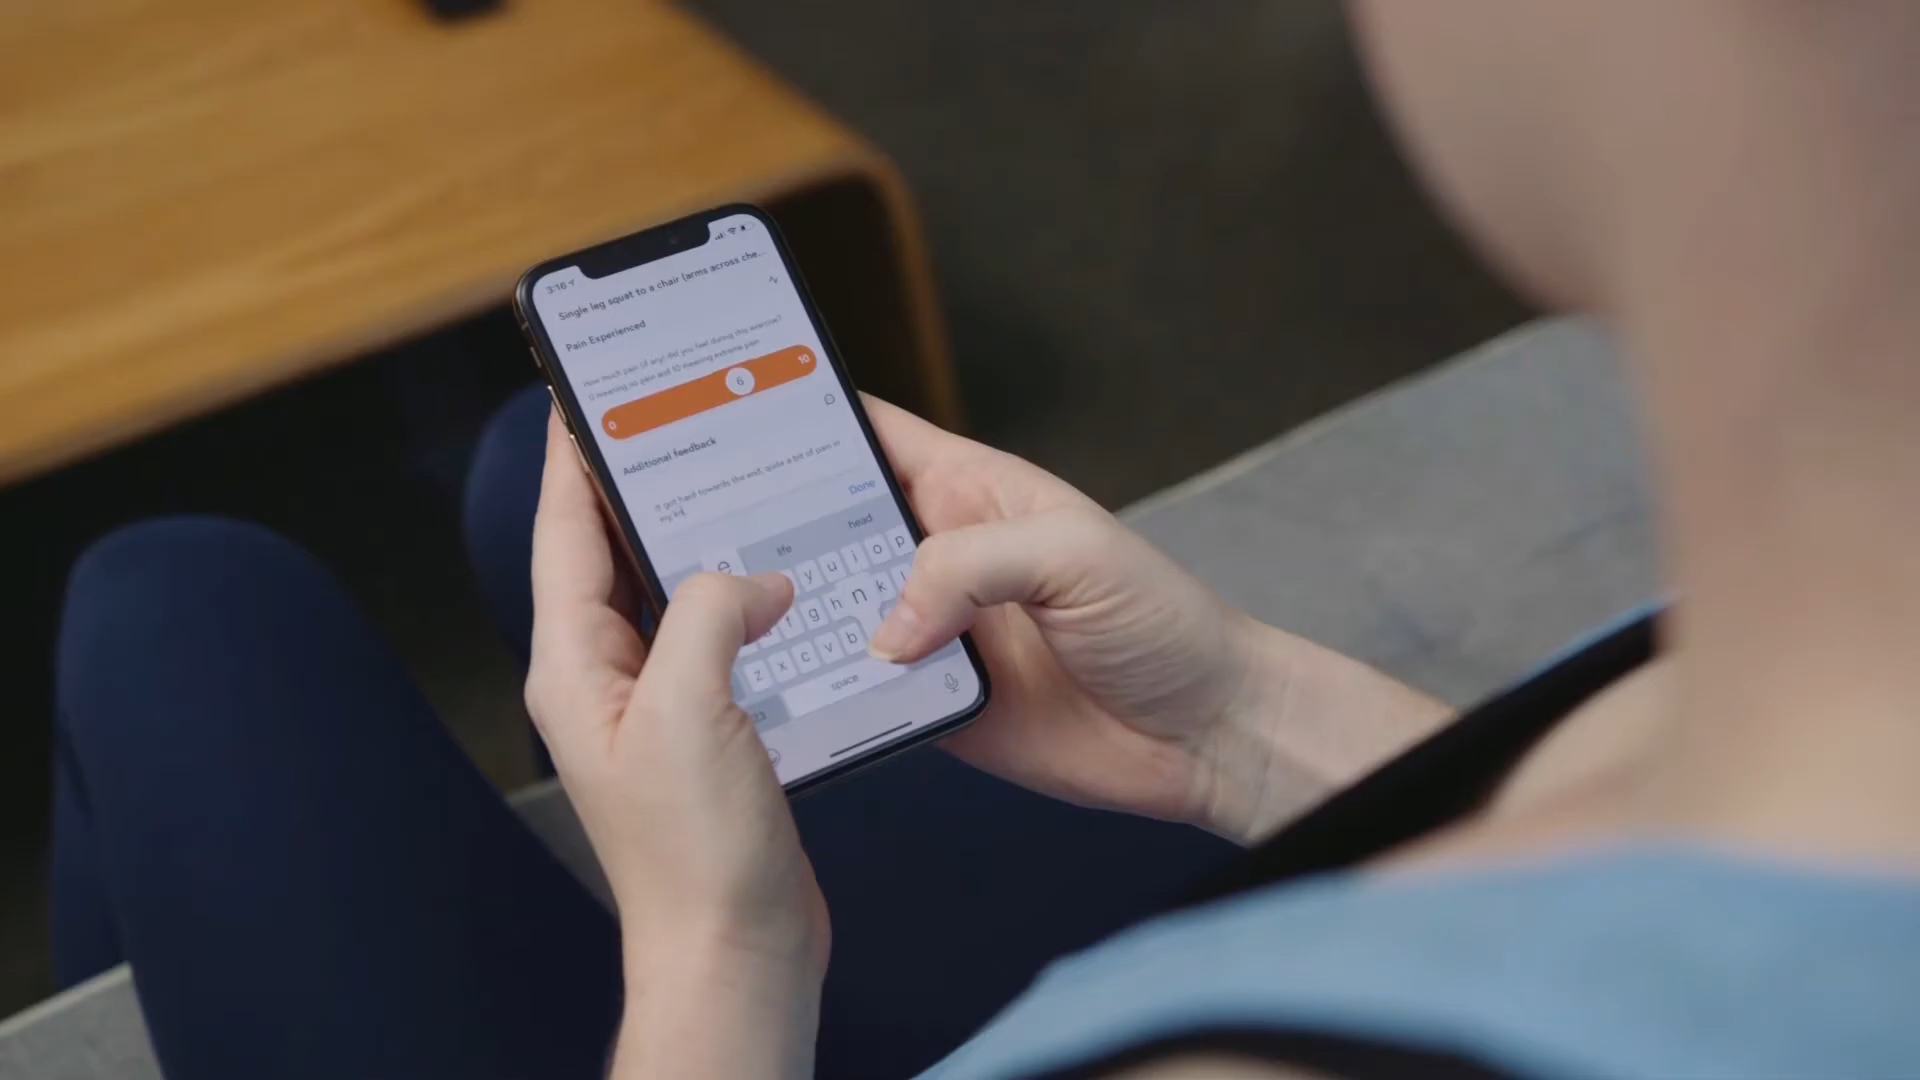 3:16
Single leg squat to a chair (arms across che...
Pain Experienced
How much pain (if any) did you feel during this exercise?
0 meaning no pain and 10 meaning extreme pain
0 6 10
Additional feedback
It got hard towards the end, quite a bit of pain in
my
Done
life head
e y u i o p
f g h n k l
z x c v b
23 space